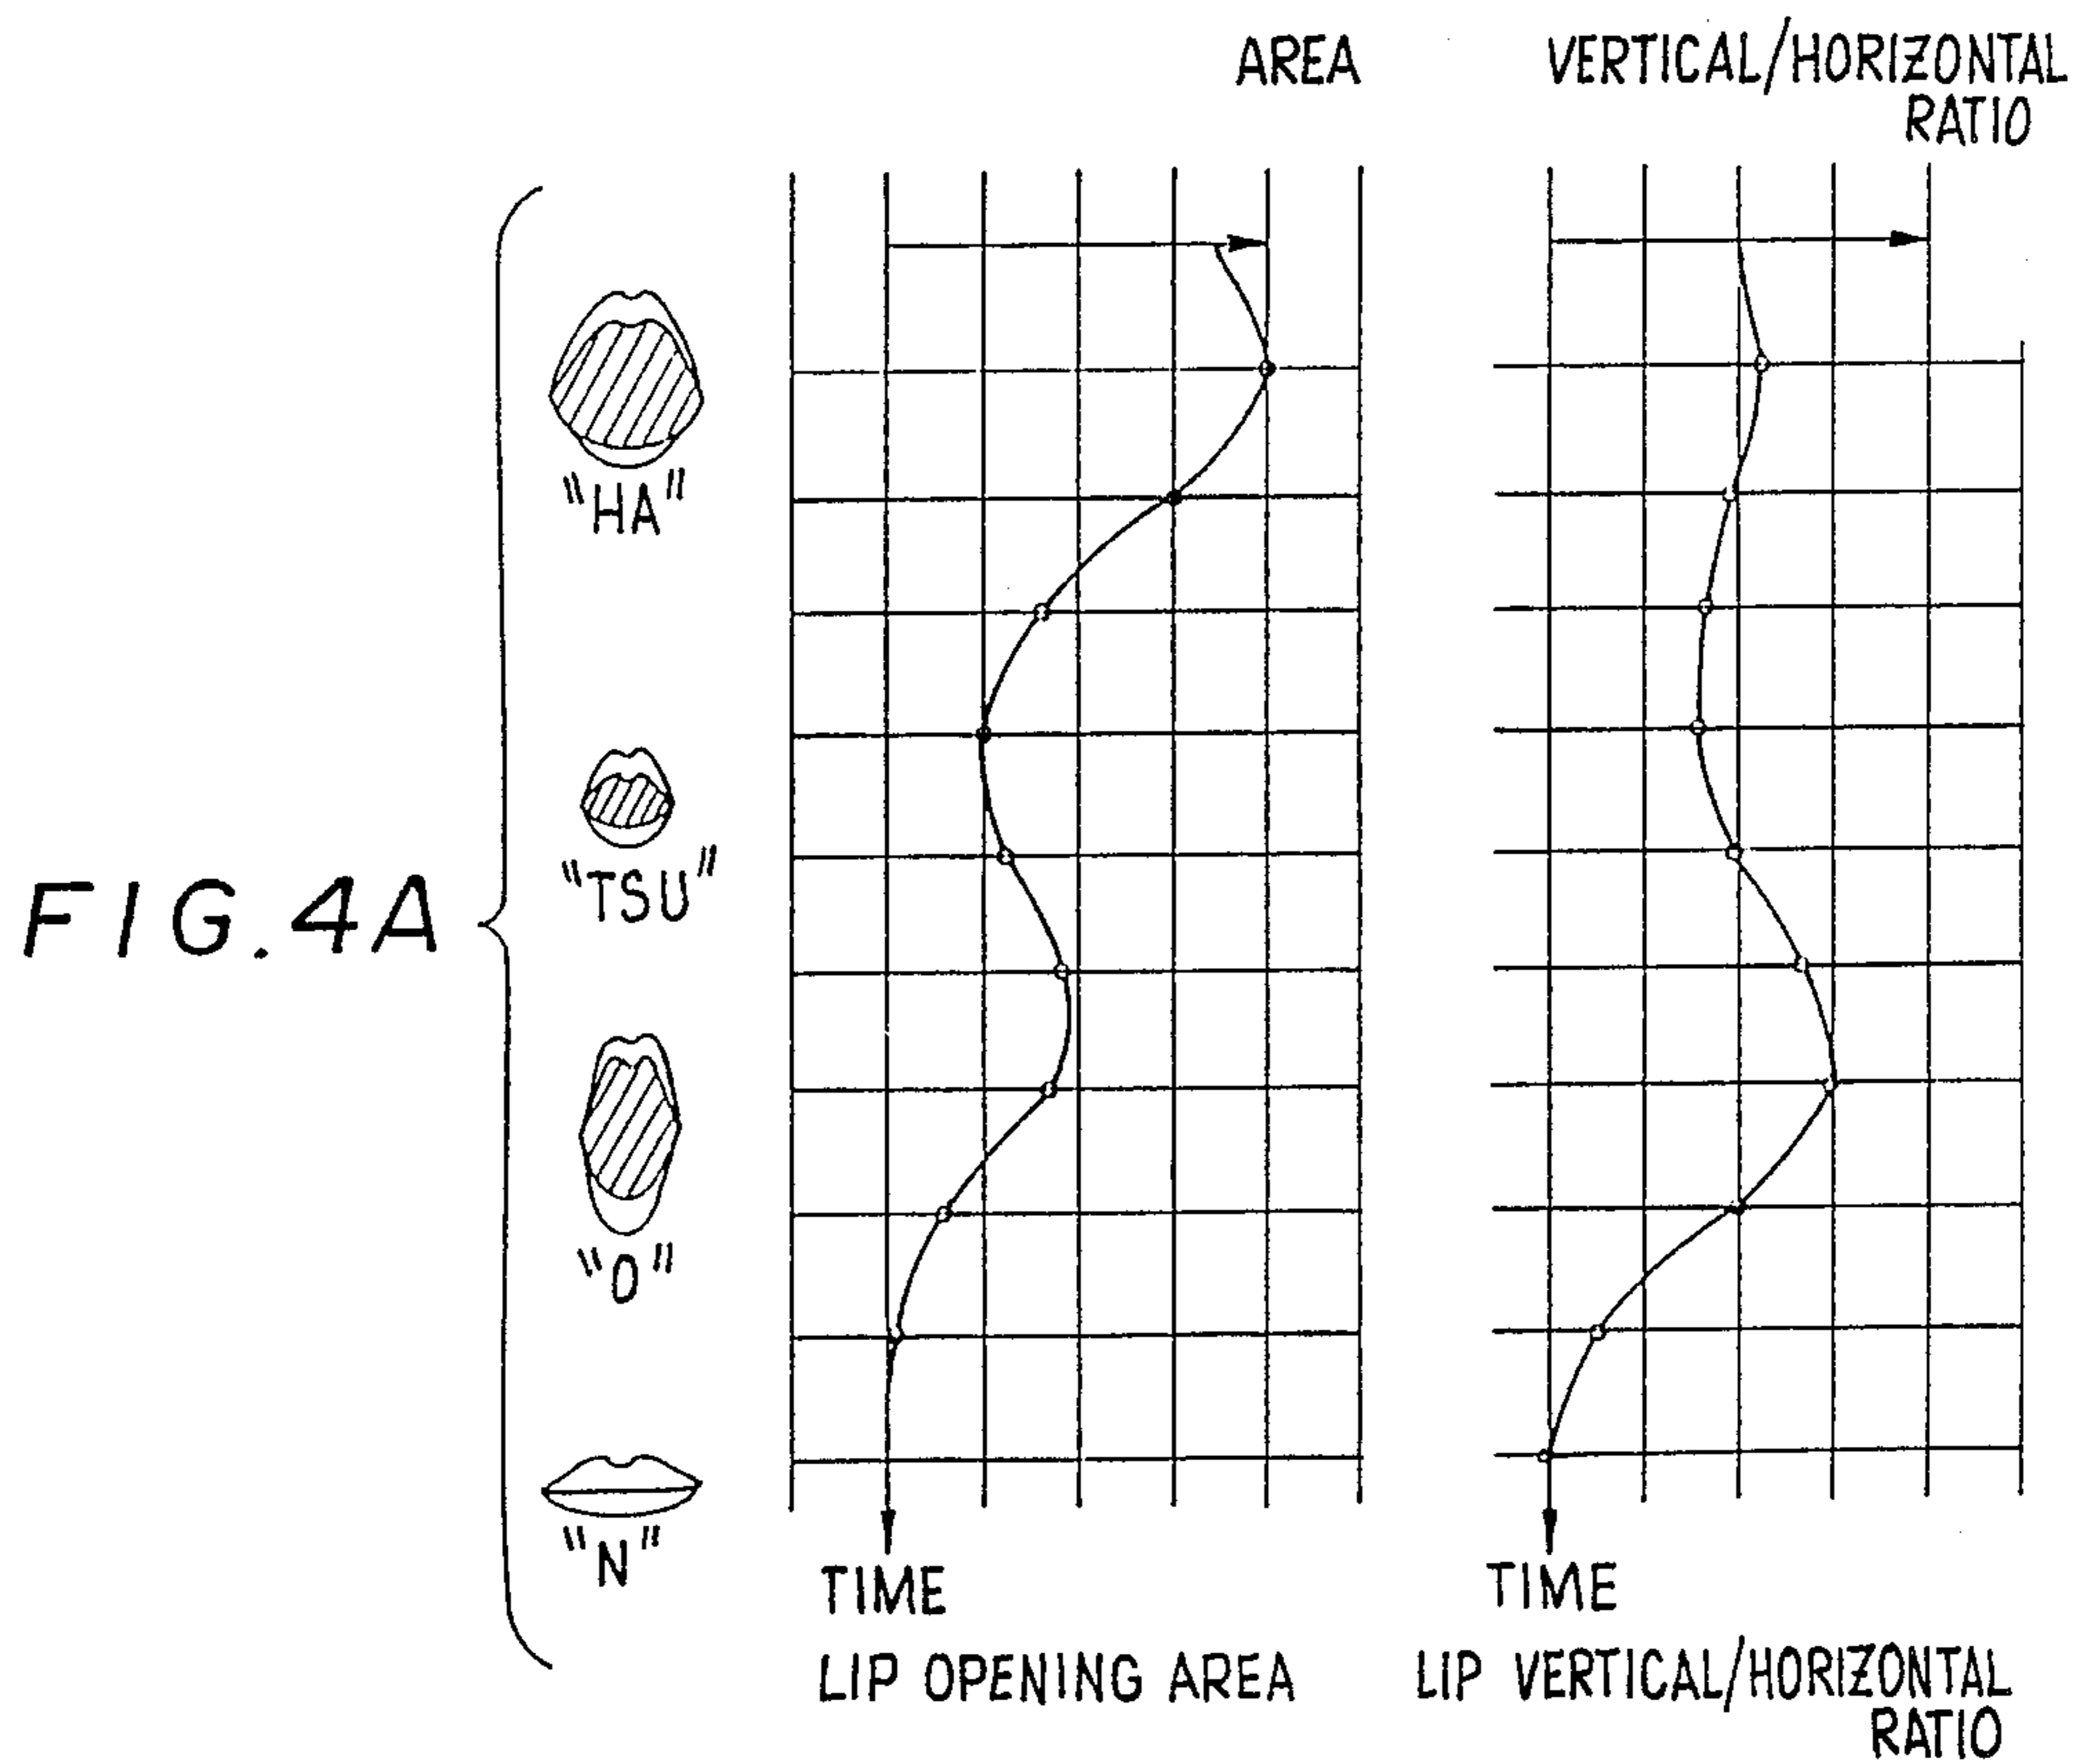 AREA
VERTICAL/HORIZONTAL
RATIO
"HA"
"TSU"
FIG.4A
"O"
"N"
TIME
TIME
LIP OPENING AREA
LIP VERTICAL/HORIZONTAL
RATIO